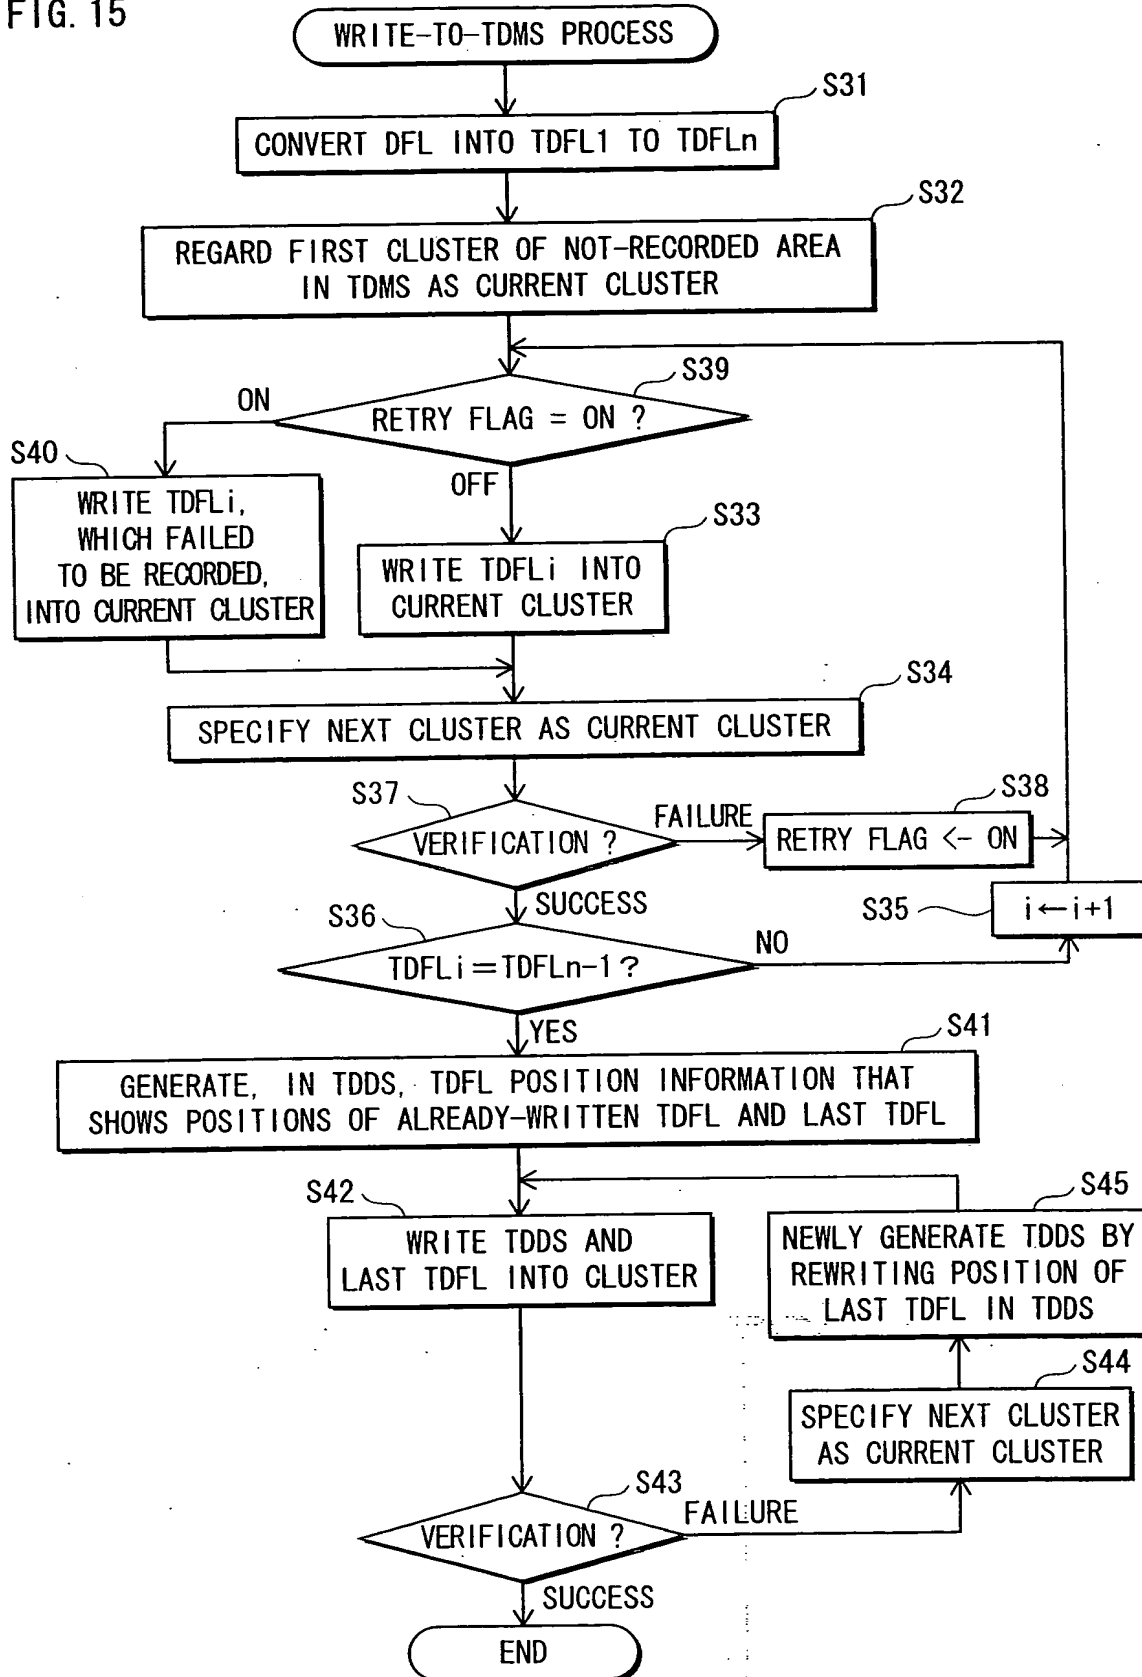 FIG. 15
WRITE-TO-TDMS PROCESS
S31
CONVERT DFL INTO TDFL1 TO TDFLn
S32
REGARD FIRST CLUSTER OF NOT-RECORDED AREA
IN TDMS AS CURRENT CLUSTER
S39
ON
RETRY FLAG = ON ?
S40
OFF
WRITE TDFLi,
WHICH FAILED
TO BE RECORDED,
INTO CURRENT CLUSTER
S33
WRITE TDFLi INTO
CURRENT CLUSTER
S34
SPECIFY NEXT CLUSTER AS CURRENT CLUSTER
S37
VERIFICATION ?
FAILURE
S38
RETRY FLAG <- ON
SUCCESS
S35
i←i+1
S36
TDFLi=TDFLn-1?
NO
YES
S41
GENERATE, IN TDDS, TDFL POSITION INFORMATION THAT
SHOWS POSITIONS OF ALREADY-WRITTEN TDFL AND LAST TDFL
S42
WRITE TDDS AND
LAST TDFL INTO CLUSTER
S45
NEWLY GENERATE TDDS BY
REWRITING POSITION OF
LAST TDFL IN TDDS
S44
SPECIFY NEXT CLUSTER
AS CURRENT CLUSTER
S43
VERIFICATION ?
FAILURE
SUCCESS
END